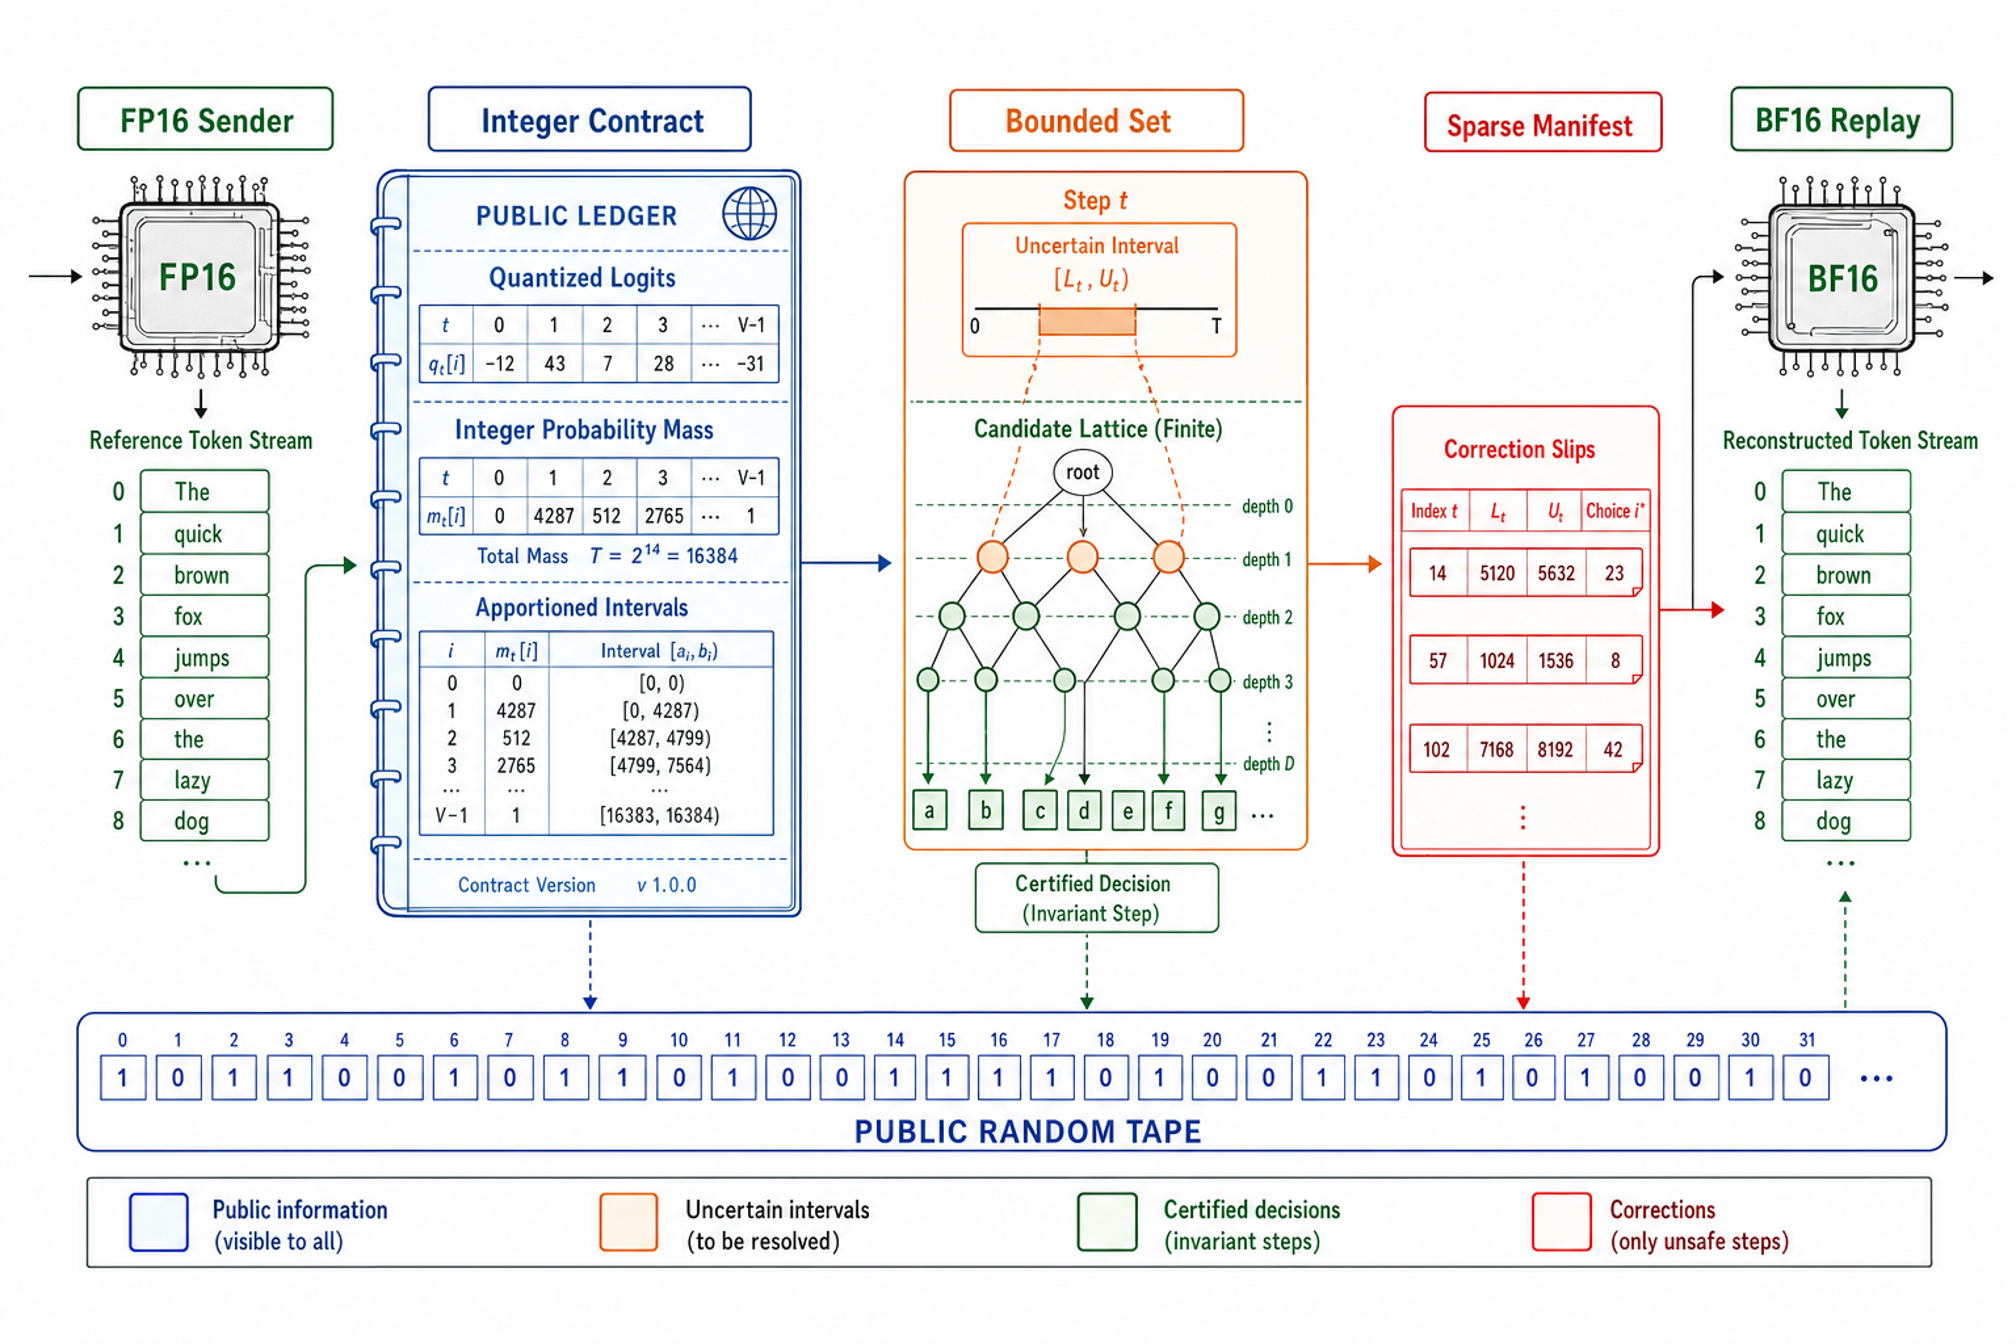 FP16 Sender
Integer Contract
Bounded Set
Sparse Manifest
BF16 Replay
FP16
Reference Token Stream
0 The
1 quick
2 brown
3 fox
4 jumps
5 over
6 the
7 lazy
8 dog
...
PUBLIC LEDGER
Quantized Logits
t 0 1 2 3 ... V−1
qₜ[i] −12 43 7 28 ... −31
Integer Probability Mass
t 0 1 2 3 ... V−1
mₜ[i] 0 4287 512 2765 ... 1
Total Mass T = 2¹⁴ = 16384
Apportioned Intervals
i mₜ[i] Interval [aᵢ, bᵢ)
0 0 [0, 0)
1 4287 [0, 4287)
2 512 [4287, 4799)
3 2765 [4799, 7564)
... ... ...
V−1 1 [16383, 16384)
Contract Version v 1.0.0
Step t
Uncertain Interval
[Lₜ, Uₜ)
0 T
Candidate Lattice (Finite)
root
depth 0
depth 1
depth 2
depth 3
⋮
depth D
a b c d e f g ...
Certified Decision
(Invariant Step)
Correction Slips
Index t Lₜ Uₜ Choice i*
14 5120 5632 23
57 1024 1536 8
102 7168 8192 42
⋮
BF16
Reconstructed Token Stream
0 The
1 quick
2 brown
3 fox
4 jumps
5 over
6 the
7 lazy
8 dog
...
0 1 2 3 4 5 6 7 8 9 10 11 12 13 14 15 16 17 18 19 20 21 22 23 24 25 26 27 28 29 30 31
1 0 1 1 0 0 1 0 1 1 0 1 0 0 1 1 1 1 0 1 0 0 1 1 0 1 0 1 0 0 1 0 ...
PUBLIC RANDOM TAPE
Public information
(visible to all)
Uncertain intervals
(to be resolved)
Certified decisions
(invariant steps)
Corrections
(only unsafe steps)